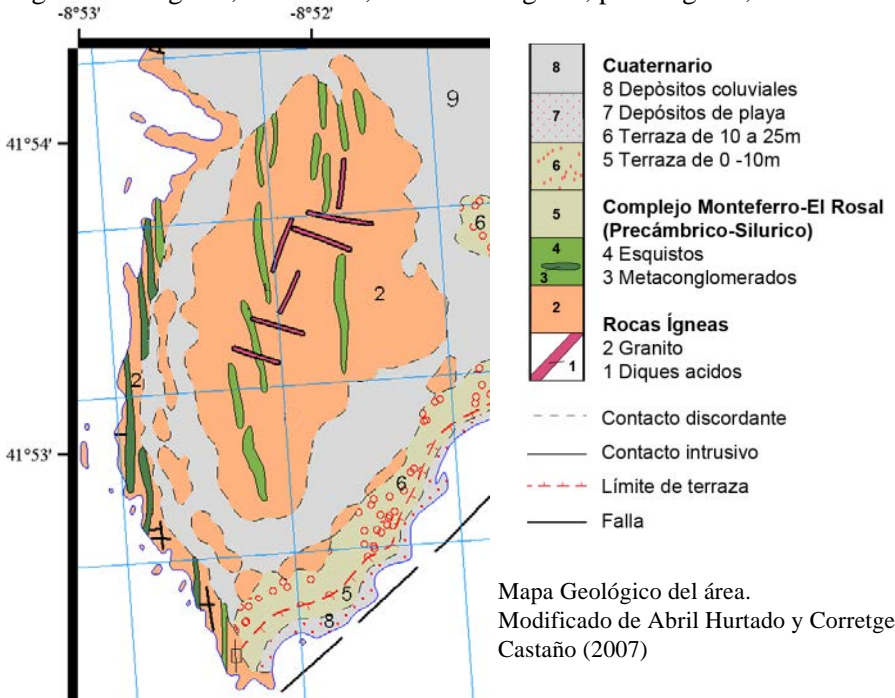 -8°53'
-8°52'
41°54'
41°53'
9
6
2
2
6
5
8
8
7
6
5
4
3
2
1
Cuaternario
8 Depòsitos coluviales
7 Depósitos de playa
6 Terraza de 10 a 25m
5 Terraza de 0 -10m
Complejo Monteferro-El Rosal
(Precámbrico-Silurico)
4 Esquistos
3 Metaconglomerados
Rocas Ígneas
2 Granito
1 Diques acidos
Contacto discordante
Contacto intrusivo
Límite de terraza
Falla
Mapa Geológico del área.
Modificado de Abril Hurtado y Corretge
Castaño (2007)